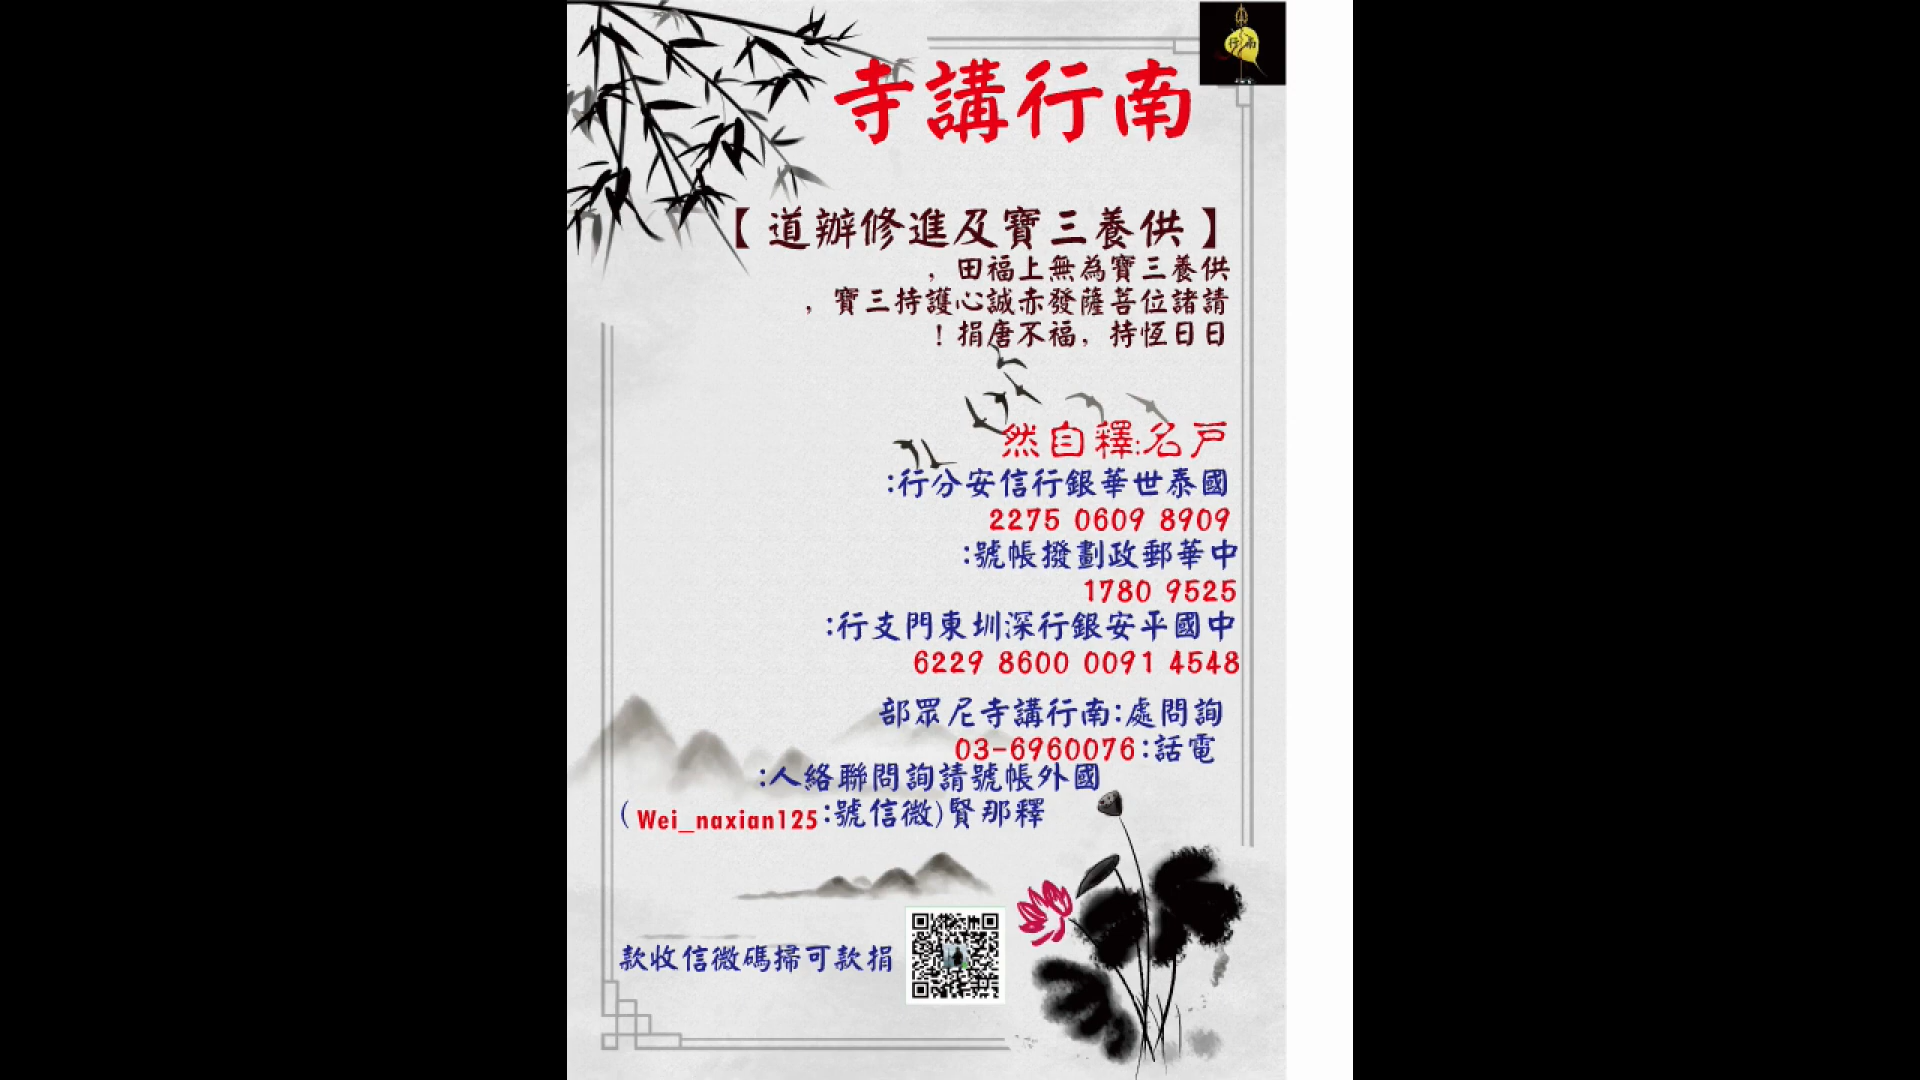 南行講寺
【供養三寶及進修辦道】
供養三寶為無上福田,
請諸位菩薩發赤誠心護持三寶,
日日恆持,福不唐捐!
戶名:釋自然
國泰世華銀行信安分行:
2275 0609 8909
中華郵政劃撥帳號:
1780 9525
中國平安銀行深圳東門支行:
6229 8600 0091 4548
詢問處:南行講寺尼眾部
電話:03-6960076
國外帳號請詢問聯絡人:
釋那賢(微信號:Wei_naxian125)
捐款可掃碼微信收款